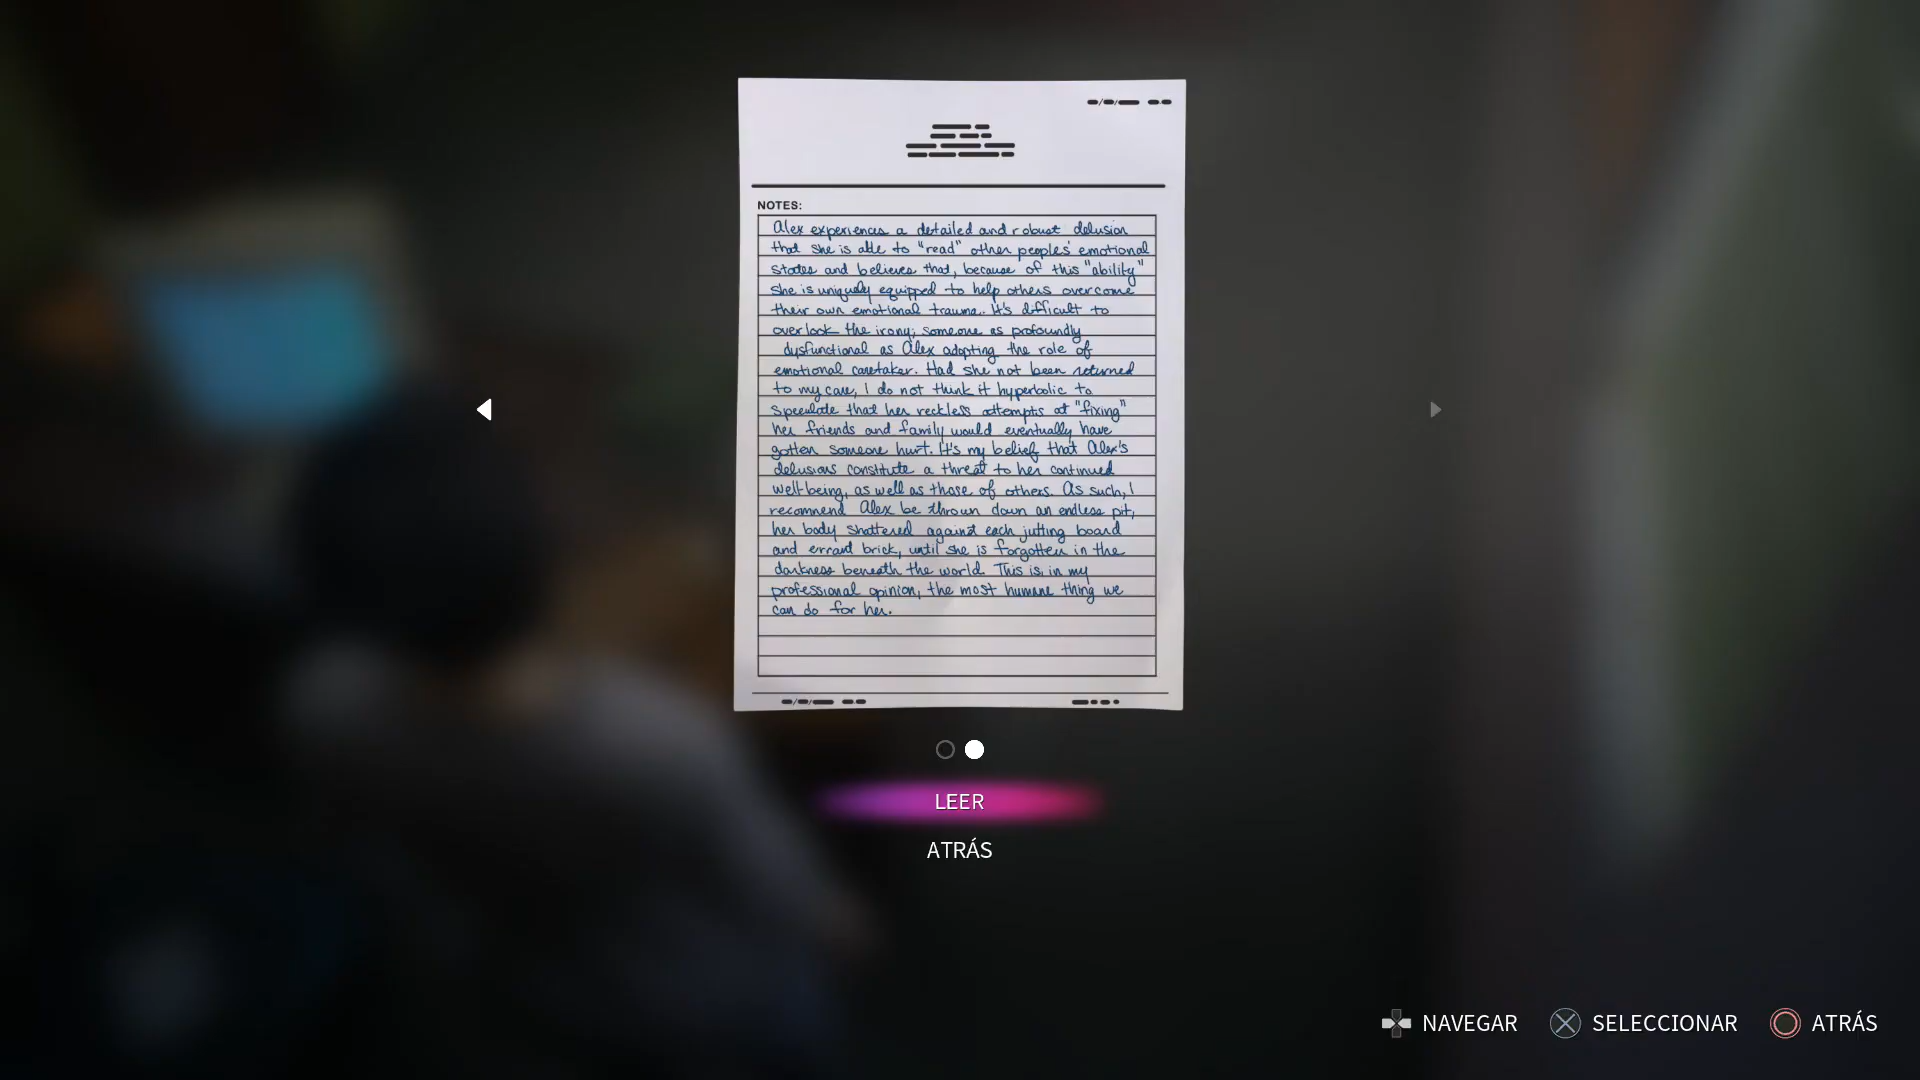 NOTES:
Alex experiences a detailed and robust delusion
that she is able to "read" other peoples' emotional
states and believes that, because of this "ability"
she is uniquely equipped to help others overcome
their own emotional trauma. It's difficult to
overlook the irony; someone as profoundly
dysfunctional as Alex adopting the role of
emotional caretaker. Had she not been returned
to my care, I do not think it hyperbolic to
speculate that her reckless attempts at "fixing"
her friends and family would eventually have
gotten someone hurt. It's my belief that Alex's
delusions constitute a threat to her continued
well-being, as well as those of others. As such, I
recommend Alex be thrown down an endless pit,
her body shattered against each jutting board
and errant brick, until she is forgotten in the
darkness beneath the world. This is, in my
professional opinion, the most humane thing we
can do for her.
LEER
ATRÁS
NAVEGAR SELECCIONAR ATRÁS